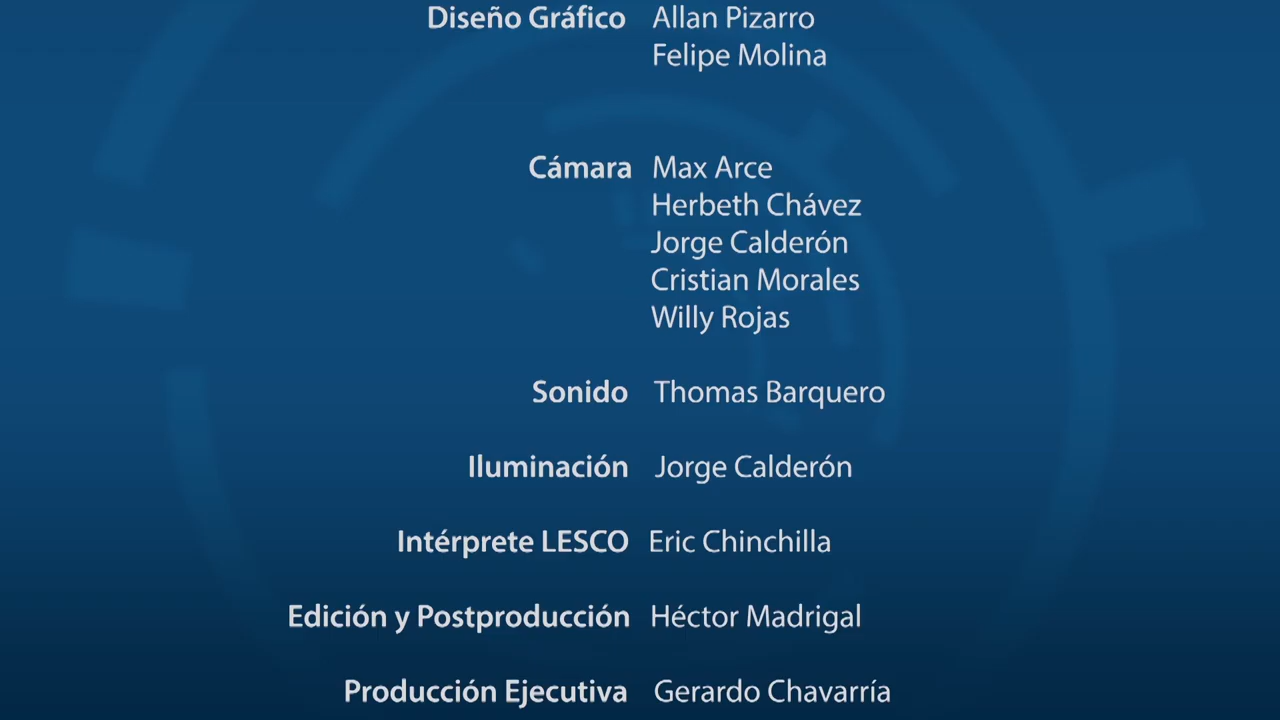 Diseño Gráfico Allan Pizarro
Felipe Molina
Cámara Max Arce
Herbeth Chávez
Jorge Calderón
Cristian Morales
Willy Rojas
Sonido Thomas Barquero
Iluminación Jorge Calderón
Intérprete LESCO Eric Chinchilla
Edición y Postproducción Héctor Madrigal
Producción Ejecutiva Gerardo Chavarría